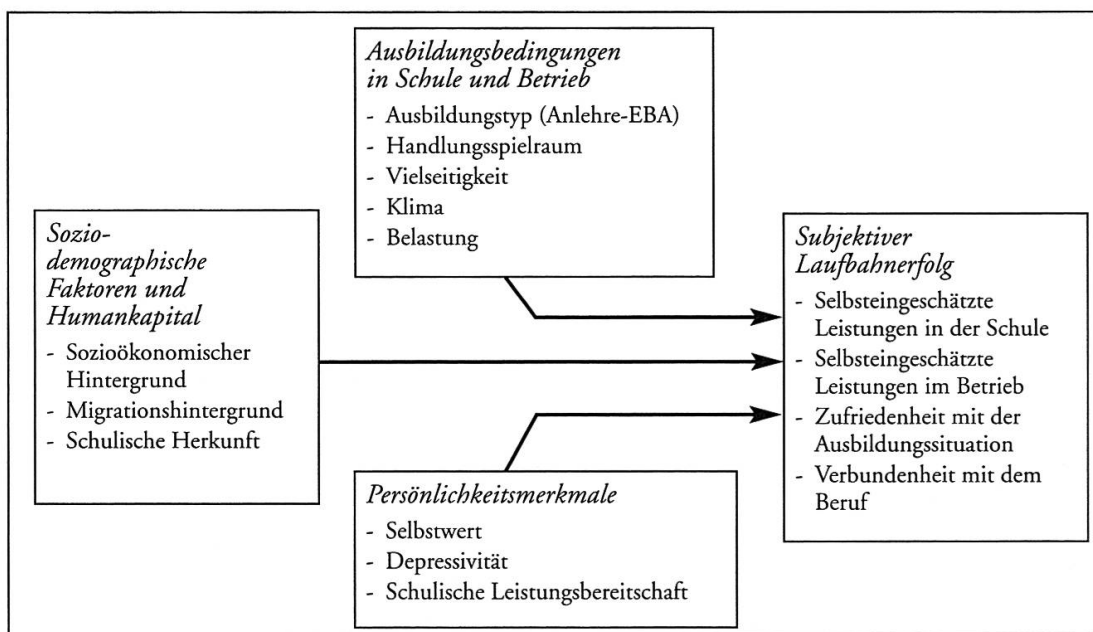 Ausbildungsbedingungen
in Schule und Betrieb
- Ausbildungstyp (Anlehre-EBA)
- Handlungsspielraum
- Vielseitigkeit
- Klima
- Belastung
Sozio-
demographische
Faktoren und
Humankapital
- Sozioökonomischer
Hintergrund
- Migrationshintergrund
- Schulische Herkunft
Persönlichkeitsmerkmale
- Selbstwert
- Depressivität
- Schulische Leistungsbereitschaft
Subjektiver
Laufbahnerfolg
- Selbsteingeschätzte
Leistungen in der Schule
- Selbsteingeschätzte
Leistungen im Betrieb
- Zufriedenheit mit der
Ausbildungssituation
- Verbundenheit mit dem
Beruf